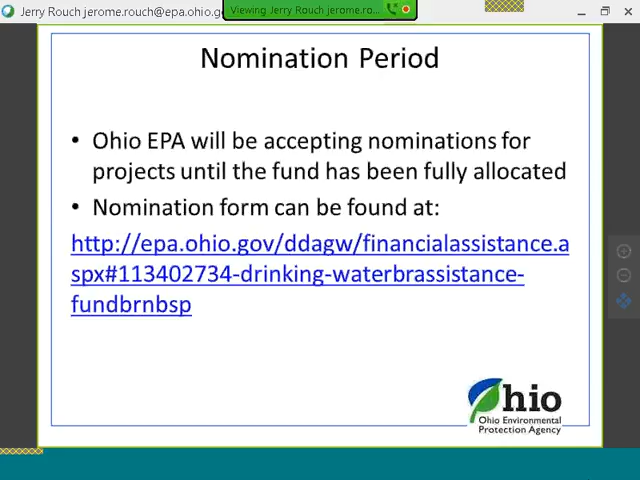 Jerry Rouch jerome.rouch@epa.ohio.g
Viewing Jerry Rouch jerome.ro...
Nomination Period
• Ohio EPA will be accepting nominations for
projects until the fund has been fully allocated
• Nomination form can be found at:
http://epa.ohio.gov/ddagw/financialassistance.a
spx#113402734-drinking-waterbrassistance-
fundbrnbsp
Ohio
Ohio Environmental
Protection Agency